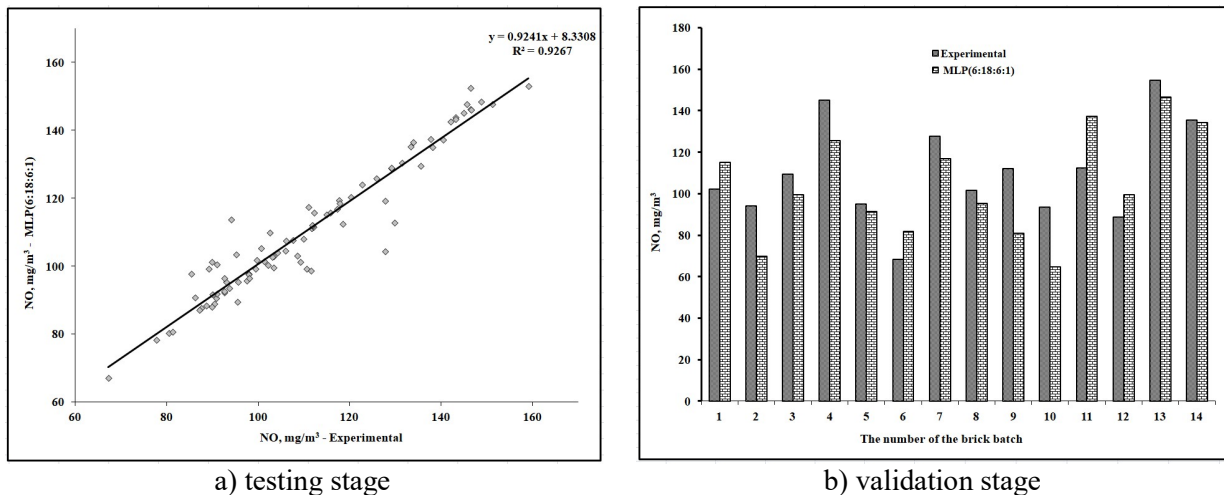 y = 0.9241x + 8.3308
R² = 0.9267
NO, mg/m³ - MLP(6:18:6:1)
160
140
120
100
80
60
60 80 100 120 140 160
NO, mg/m³ - Experimental
a) testing stage
Experimental
MLP(6:18:6:1)
NO, mg/m³
180
160
140
120
100
80
60
40
20
0
1 2 3 4 5 6 7 8 9 10 11 12 13 14
The number of the brick batch
b) validation stage